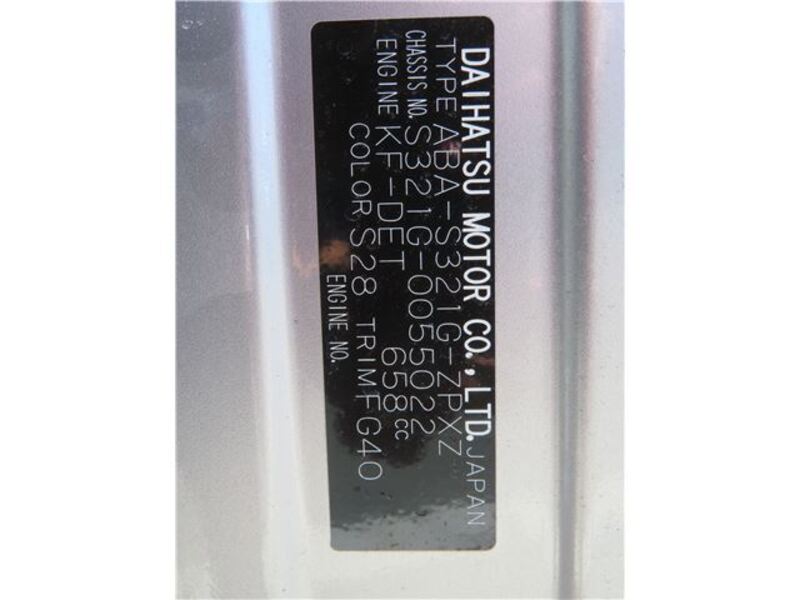 DAIHATSU MOTOR CO., LTD. JAPAN
TYPE ABA-S321G-ZPXZ
CHASSIS NO. S321G-0055022
ENGINE KF-DET 658cc
COLOR S28 TRIM FG40
ENGINE NO.